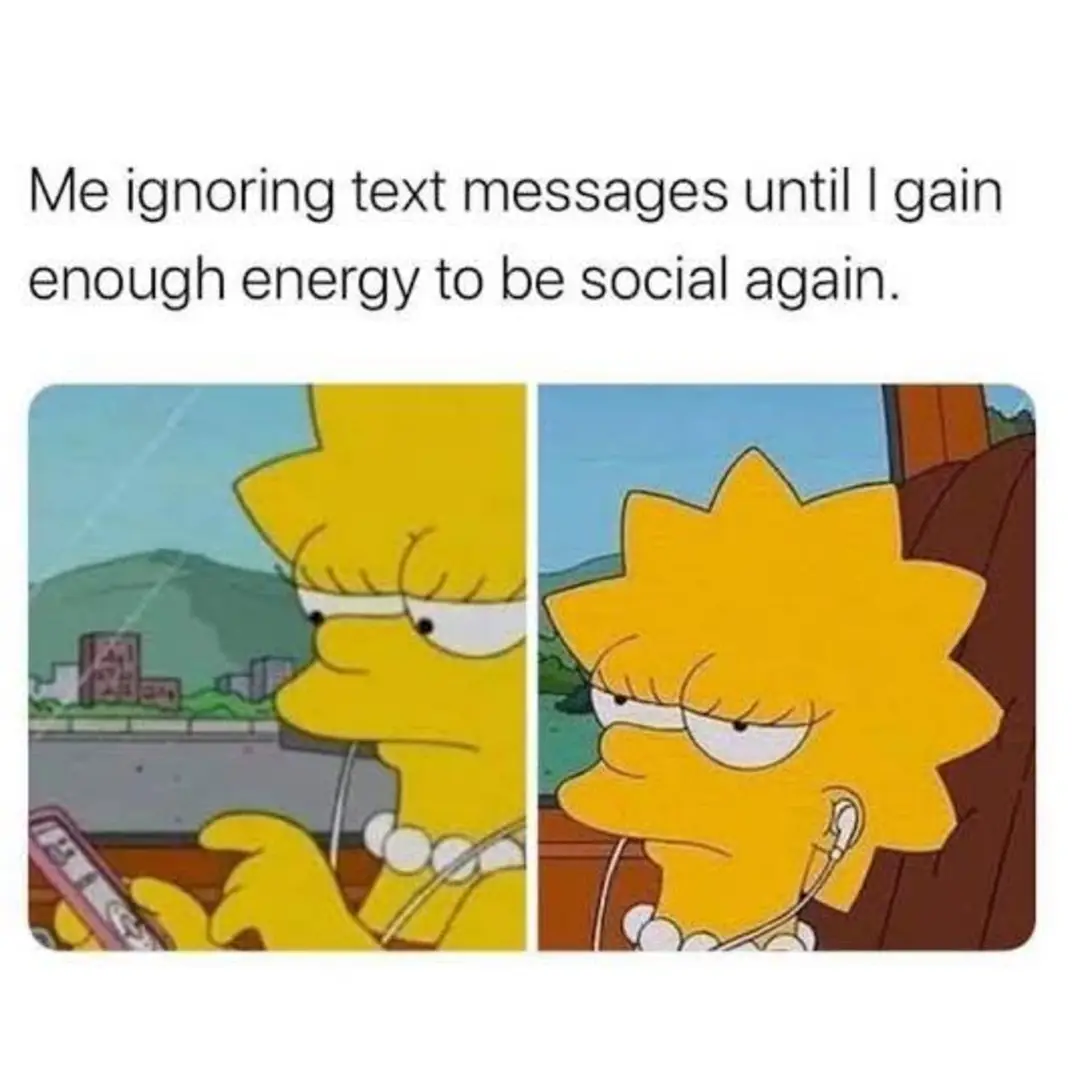 Me ignoring text messages until I gain
enough energy to be social again.